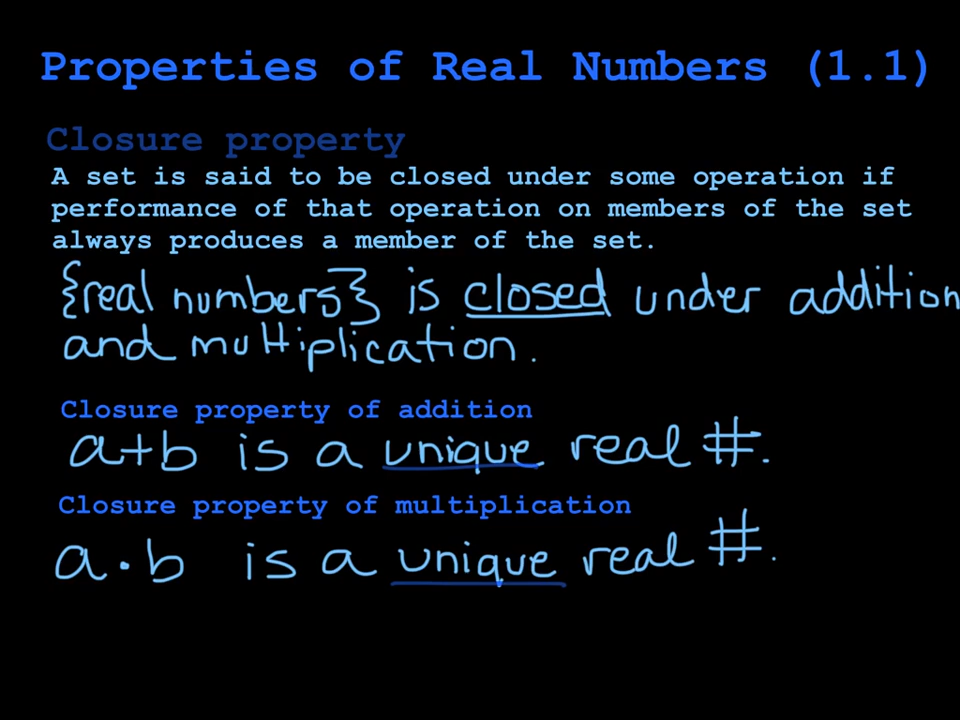 Properties of Real Numbers (1.1)
Closure property
A set is said to be closed under some operation if
performance of that operation on members of the set
always produces a member of the set.
{real numbers} is closed under addition
and multiplication.
Closure property of addition
a+b is a unique real #.
Closure property of multiplication
a·b is a unique real #.